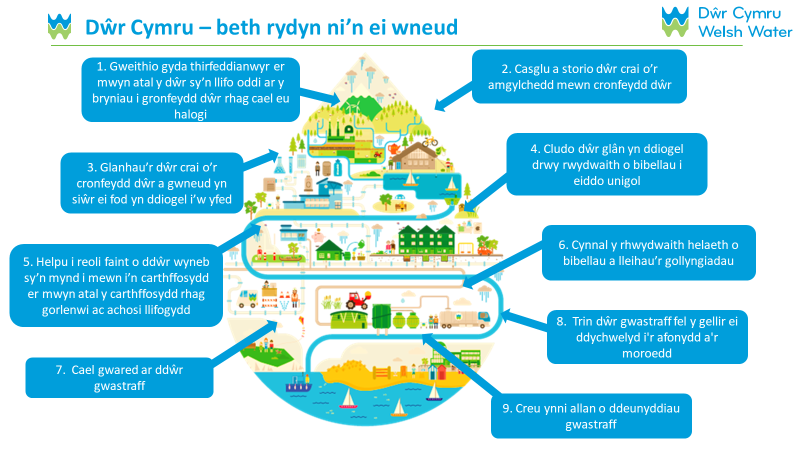 Dŵr Cymru – beth rydyn ni’n ei wneud
Dŵr Cymru
Welsh Water
1. Gweithio gyda thirfeddianwyr er
mwyn atal y dŵr sy’n llifo oddi ar y
bryniau i gronfeydd dŵr rhag cael eu
halogi
2. Casglu a storio dŵr crai o’r
amgylchedd mewn cronfeydd dŵr
3. Glanhau’r dŵr crai o’r
cronfeydd dŵr a gwneud yn
siŵr ei fod yn ddiogel i’w yfed
4. Cludo dŵr glân yn ddiogel
drwy rwydwaith o bibellau i
eiddo unigol
5. Helpu i reoli faint o ddŵr wyneb
sy’n mynd i mewn i’n carthffosydd
er mwyn atal y carthffosydd rhag
gorlenwi ac achosi llifogydd
6. Cynnal y rhwydwaith helaeth o
bibellau a lleihau’r gollyngiadau
7. Cael gwared ar ddŵr
gwastraff
8. Trin dŵr gwastraff fel y gellir ei
ddychwelyd i'r afonydd a'r
moroedd
9. Creu ynni allan o ddeunyddiau
gwastraff